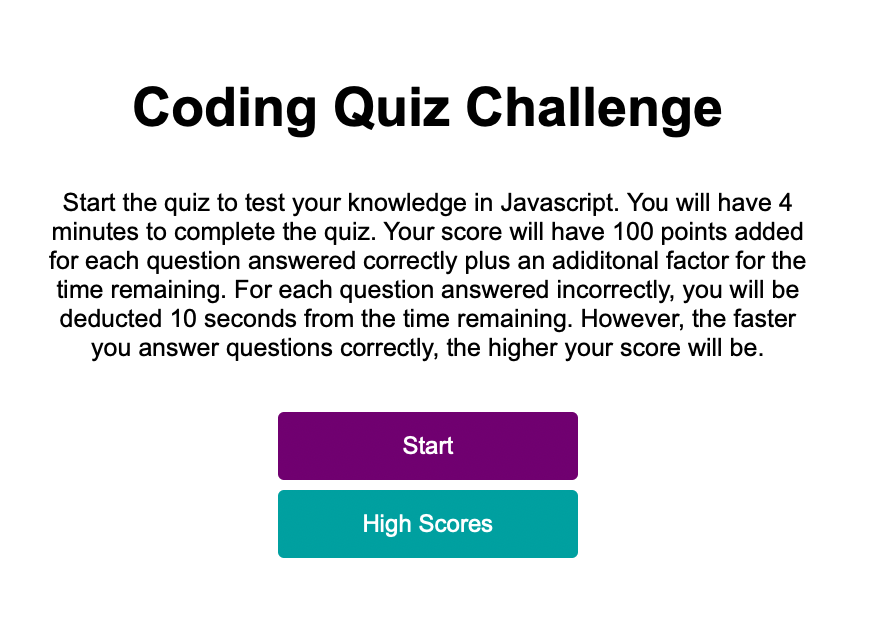 Coding Quiz Challenge
Start the quiz to test your knowledge in Javascript. You will have 4
minutes to complete the quiz. Your score will have 100 points added
for each question answered correctly plus an adiditonal factor for the
time remaining. For each question answered incorrectly, you will be
deducted 10 seconds from the time remaining. However, the faster
you answer questions correctly, the higher your score will be.
Start
High Scores